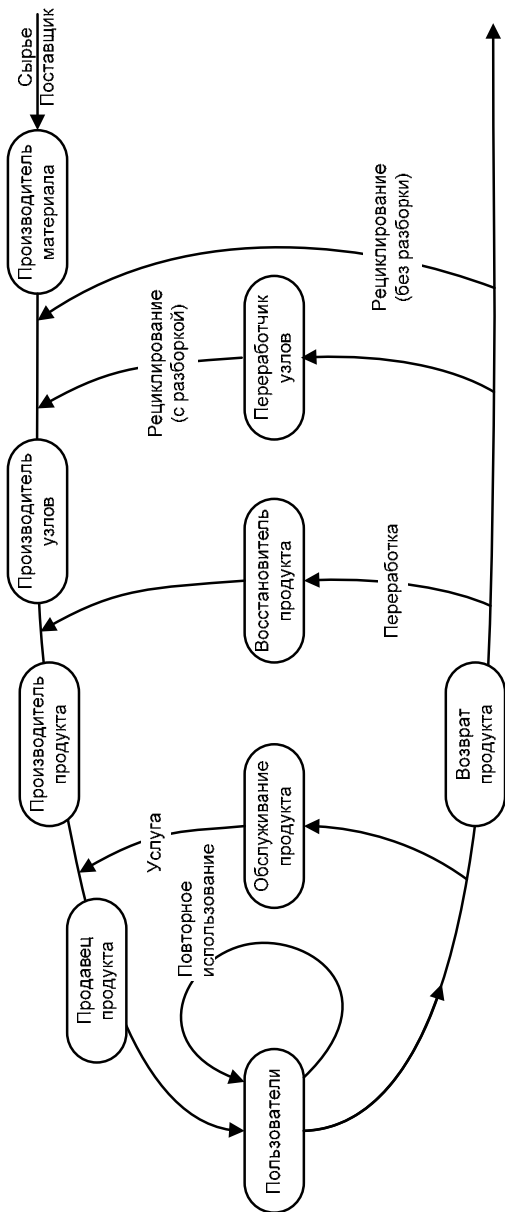 Сырье
Поставщик
Производитель
материала
Производитель
узлов
Производитель
продукта
Продавец
продукта
Рециклирование
(без разборки)
Рециклирование
(с разборкой)
Переработчик
узлов
Восстановитель
продукта
Переработка
Услуга
Обслуживание
продукта
Повторное
использование
Пользователи
Возврат
продукта